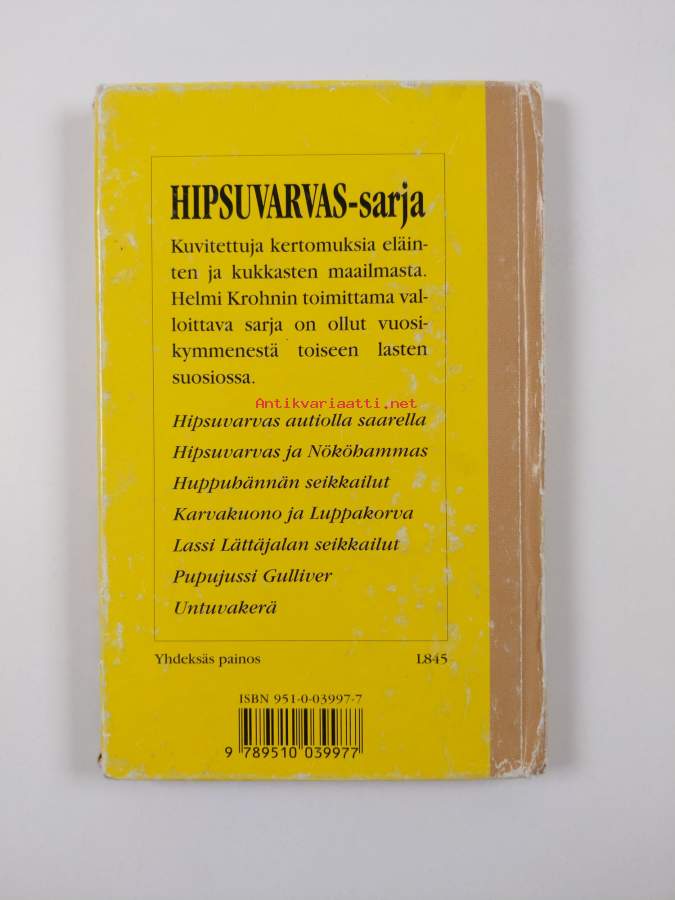 HIPSUVARVAS-sarja
Kuvitettuja kertomuksia eläin-
ten ja kukkasten maailmasta.
Helmi Krohnin toimittama val-
loittava sarja on ollut vuosi-
kymmenestä toiseen lasten
suosiossa.
Antikvariaatti.net
Hipsuvarvas autiolla saarella
Hipsuvarvas ja Nököhammas
Huppuhännän seikkailut
Karvakuono ja Luppakorva
Lassi Lättäjalan seikkailut
Pupujussi Gulliver
Untuvakerä
Yhdeksäs painos L845
ISBN 951-0-03997-7
9 789510 039977